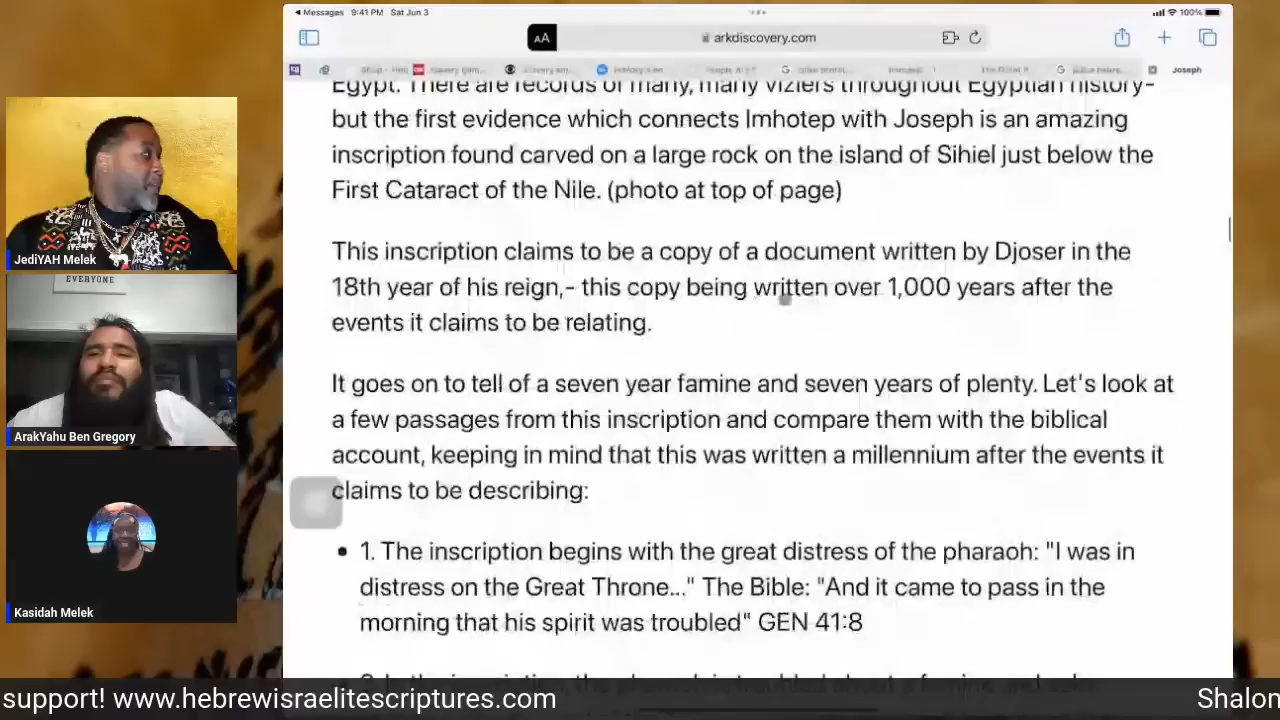 Messages 9:41 PM Sat Jun 3
100%
AA
arkdiscovery.com
Joseph
Egypt. There are records of many, many viziers throughout Egyptian history-
but the first evidence which connects Imhotep with Joseph is an amazing
inscription found carved on a large rock on the island of Sihiel just below the
First Cataract of the Nile. (photo at top of page)
This inscription claims to be a copy of a document written by Djoser in the
18th year of his reign,- this copy being written over 1,000 years after the
events it claims to be relating.
It goes on to tell of a seven year famine and seven years of plenty. Let's look at
a few passages from this inscription and compare them with the biblical
account, keeping in mind that this was written a millennium after the events it
claims to be describing:
• 1. The inscription begins with the great distress of the pharaoh: "I was in
distress on the Great Throne..." The Bible: "And it came to pass in the
morning that his spirit was troubled" GEN 41:8
JediYAH Melek
EVERYONE
ArakYahu Ben Gregory
Kasidah Melek
support! www.hebrewisraelitescriptures.com
Shalon